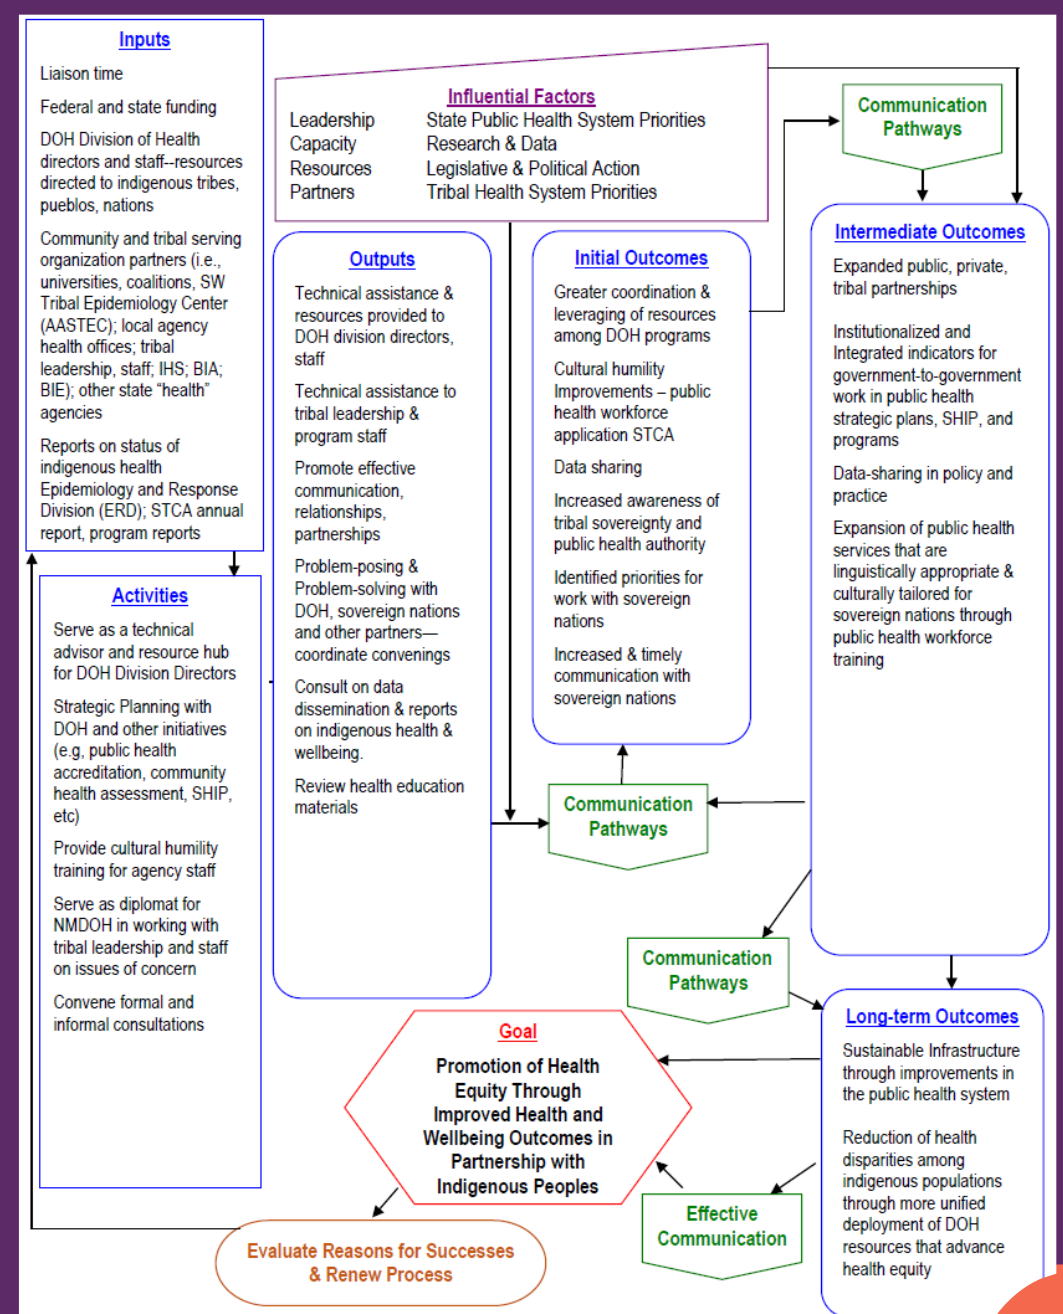 Inputs
Liaison time
Federal and state funding
DOH Division of Health
directors and staff--resources
directed to indigenous tribes,
pueblos, nations
Community and tribal serving
organization partners (i.e.,
universities, coalitions, SW
Tribal Epidemiology Center
(AASTEC); local agency
health offices; tribal
leadership, staff; IHS; BIA;
BIE); other state “health”
agencies
Reports on status of
indigenous health
Epidemiology and Response
Division (ERD); STCA annual
report, program reports
Activities
Serve as a technical
advisor and resource hub
for DOH Division Directors
Strategic Planning with
DOH and other initiatives
(e.g, public health
accreditation, community
health assessment, SHIP,
etc)
Provide cultural humility
training for agency staff
Serve as diplomat for
NMDOH in working with
tribal leadership and staff
on issues of concern
Convene formal and
informal consultations
Influential Factors
Leadership State Public Health System Priorities
Capacity Research & Data
Resources Legislative & Political Action
Partners Tribal Health System Priorities
Outputs
Technical assistance &
resources provided to
DOH division directors,
staff
Technical assistance to
tribal leadership &
program staff
Promote effective
communication,
relationships,
partnerships
Problem-posing &
Problem-solving with
DOH, sovereign nations
and other partners—
coordinate convenings
Consult on data
dissemination & reports
on indigenous health &
wellbeing.
Review health education
materials
Initial Outcomes
Greater coordination &
leveraging of resources
among DOH programs
Cultural humility
Improvements – public
health workforce
application STCA
Data sharing
Increased awareness of
tribal sovereignty and
public health authority
Identified priorities for
work with sovereign
nations
Increased & timely
communication with
sovereign nations
Communication
Pathways
Communication
Pathways
Intermediate Outcomes
Expanded public, private,
tribal partnerships
Institutionalized and
Integrated indicators for
government-to-government
work in public health
strategic plans, SHIP, and
programs
Data-sharing in policy and
practice
Expansion of public health
services that are
linguistically appropriate &
culturally tailored for
sovereign nations through
public health workforce
training
Communication
Pathways
Long-term Outcomes
Sustainable Infrastructure
through improvements in
the public health system
Reduction of health
disparities among
indigenous populations
through more unified
deployment of DOH
resources that advance
health equity
Goal
Promotion of Health
Equity Through
Improved Health and
Wellbeing Outcomes in
Partnership with
Indigenous Peoples
Effective
Communication
Evaluate Reasons for Successes
& Renew Process